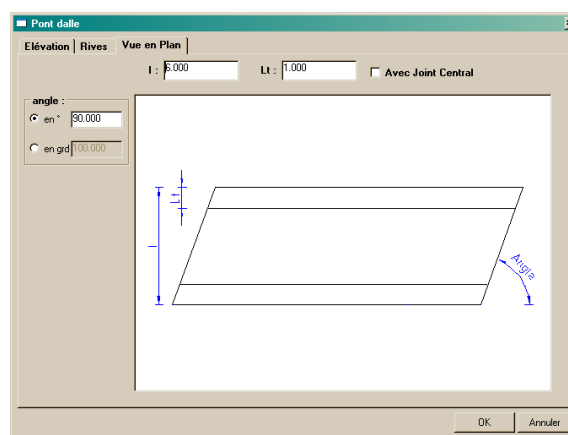 Pont dalle
Elévation Rives Vue en Plan
l : 6.000 Lt : 1.000 Avec Joint Central
angle :
en ° 90.000
en grd 100.000
Lt
l
Angle
OK Annuler